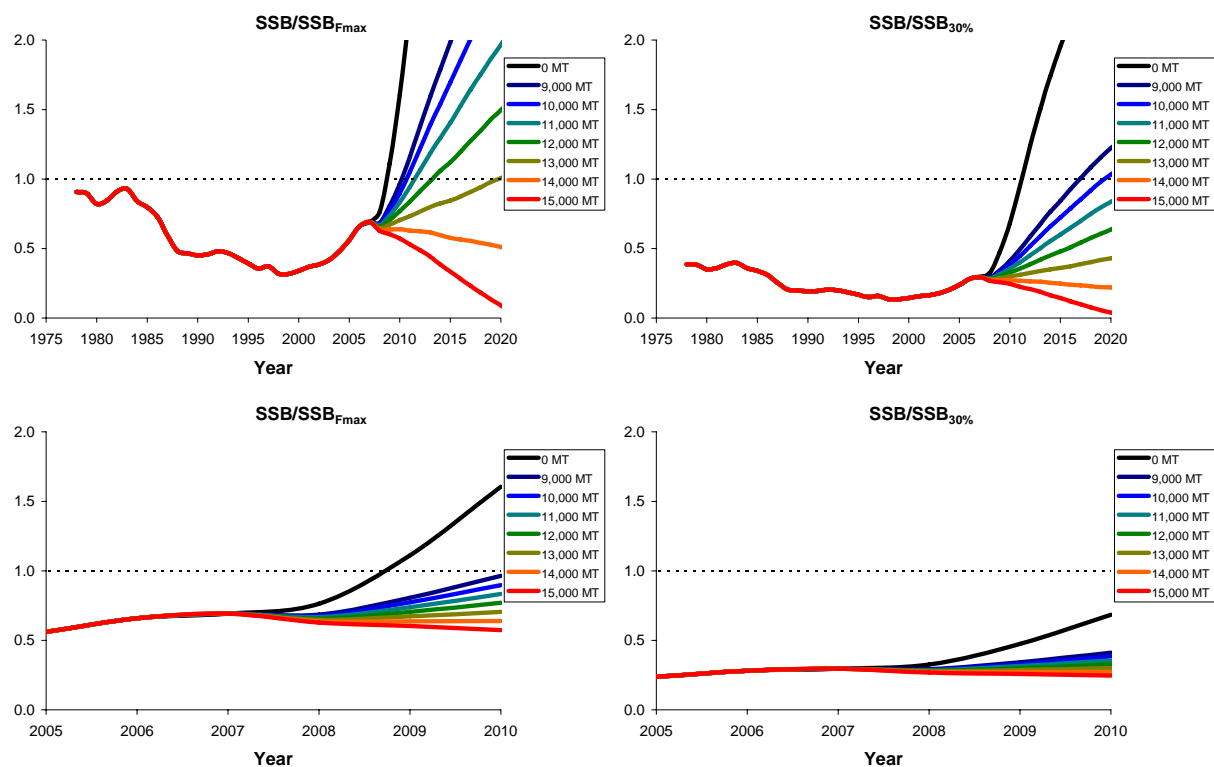 SSB/SSBFmax
2.0
1.5
1.0
0.5
0.0
1975 1980 1985 1990 1995 2000 2005 2010 2015 2020
Year
0 MT
9,000 MT
10,000 MT
11,000 MT
12,000 MT
13,000 MT
14,000 MT
15,000 MT
SSB/SSB30%
2.0
1.5
1.0
0.5
0.0
1975 1980 1985 1990 1995 2000 2005 2010 2015 2020
Year
0 MT
9,000 MT
10,000 MT
11,000 MT
12,000 MT
13,000 MT
14,000 MT
15,000 MT
SSB/SSBFmax
2.0
1.5
1.0
0.5
0.0
2005 2006 2007 2008 2009 2010
Year
0 MT
9,000 MT
10,000 MT
11,000 MT
12,000 MT
13,000 MT
14,000 MT
15,000 MT
SSB/SSB30%
2.0
1.5
1.0
0.5
0.0
2005 2006 2007 2008 2009 2010
Year
0 MT
9,000 MT
10,000 MT
11,000 MT
12,000 MT
13,000 MT
14,000 MT
15,000 MT